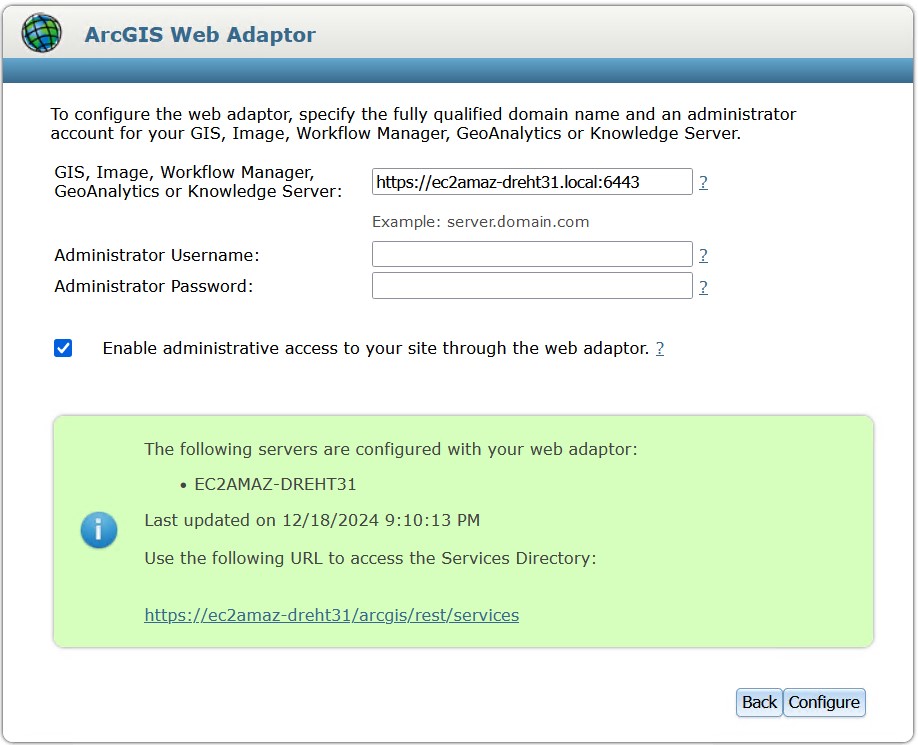 ArcGIS Web Adaptor
To configure the web adaptor, specify the fully qualified domain name and an administrator
account for your GIS, Image, Workflow Manager, GeoAnalytics or Knowledge Server.
GIS, Image, Workflow Manager,
GeoAnalytics or Knowledge Server:
https://ec2amaz-dreht31.local:6443 ?
Example: server.domain.com
Administrator Username: ?
Administrator Password: ?
Enable administrative access to your site through the web adaptor. ?
The following servers are configured with your web adaptor:
• EC2AMAZ-DREHT31
Last updated on 12/18/2024 9:10:13 PM
Use the following URL to access the Services Directory:
https://ec2amaz-dreht31/arcgis/rest/services
Back Configure